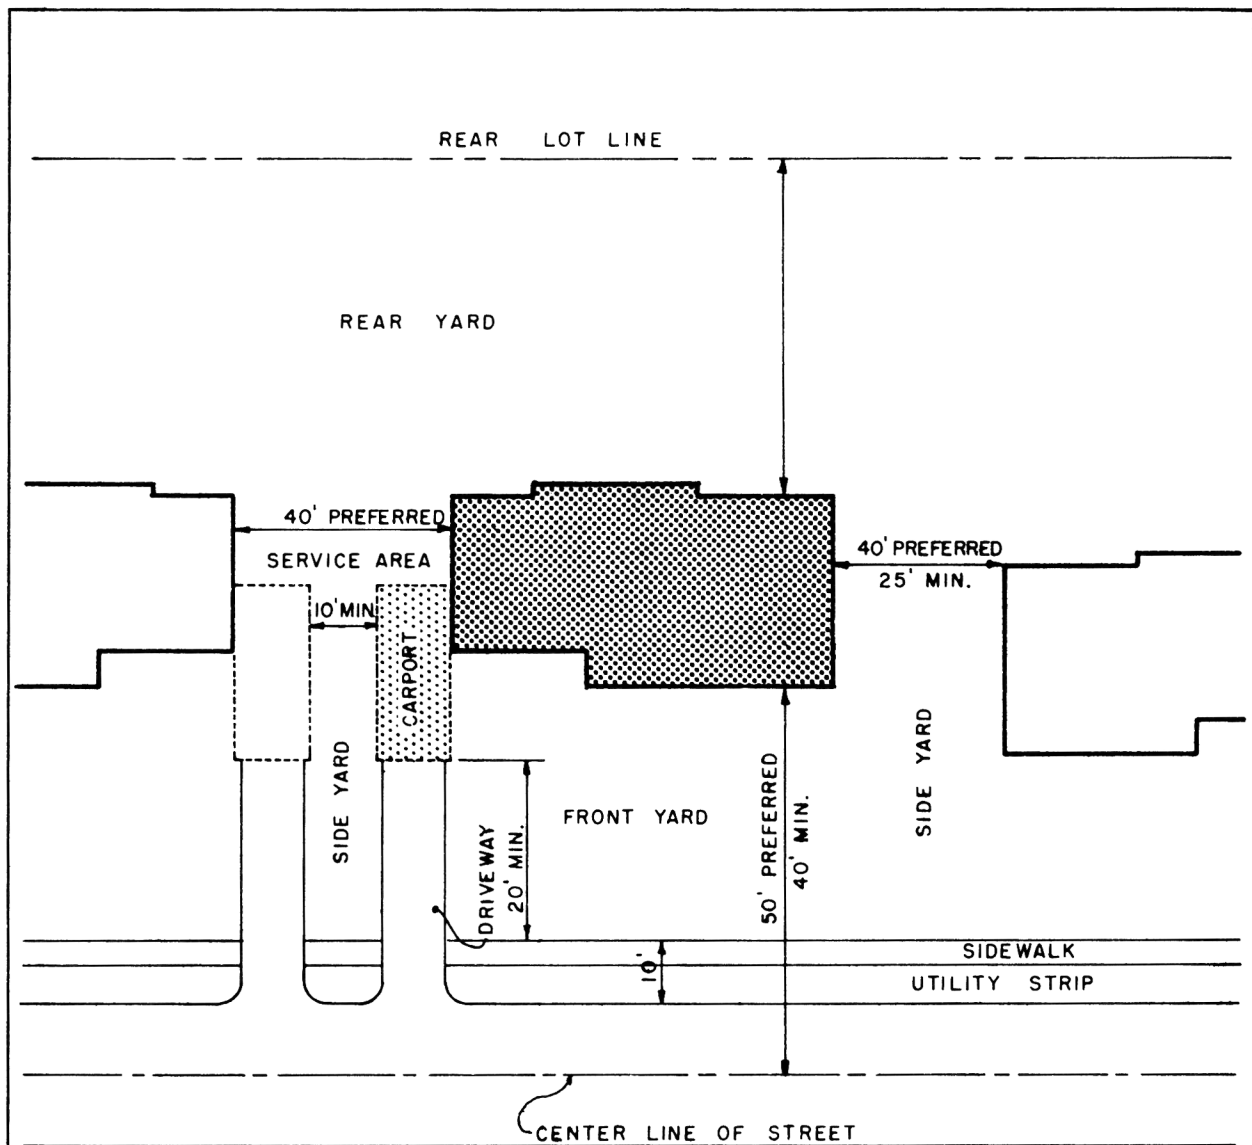 REAR LOT LINE
REAR YARD
40' PREFERRED
SERVICE AREA
10' MIN.
CARPORT
40' PREFERRED
25' MIN.
SIDE YARD
SIDE YARD
FRONT YARD
DRIVEWAY
20' MIN.
50' PREFERRED
40' MIN.
10'
SIDEWALK
UTILITY STRIP
CENTER LINE OF STREET